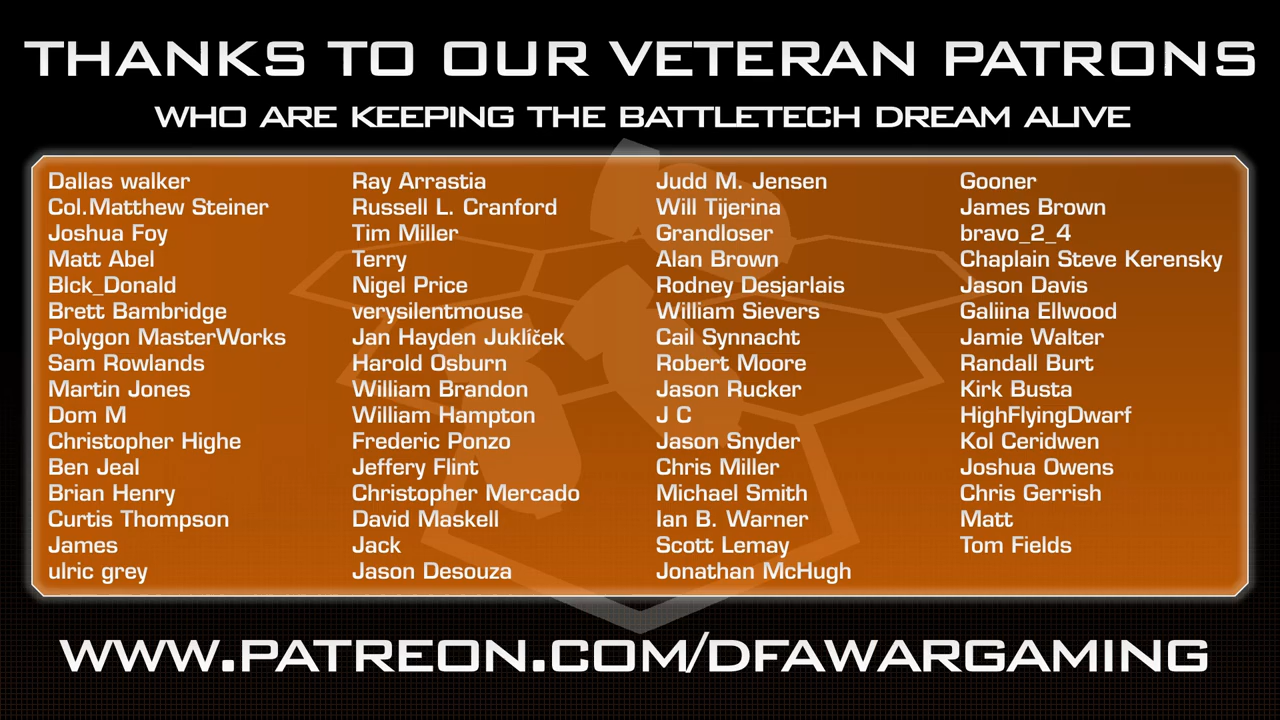 THANKS TO OUR VETERAN PATRONS
WHO ARE KEEPING THE BATTLETECH DREAM ALIVE
Dallas walker
Col.Matthew Steiner
Joshua Foy
Matt Abel
Blck_Donald
Brett Bambridge
Polygon MasterWorks
Sam Rowlands
Martin Jones
Dom M
Christopher Highe
Ben Jeal
Brian Henry
Curtis Thompson
James
ulric grey
Ray Arrastia
Russell L. Cranford
Tim Miller
Terry
Nigel Price
verysilentmouse
Jan Hayden Juklíček
Harold Osburn
William Brandon
William Hampton
Frederic Ponzo
Jeffery Flint
Christopher Mercado
David Maskell
Jack
Jason Desouza
Judd M. Jensen
Will Tijerina
Grandloser
Alan Brown
Rodney Desjarlais
William Sievers
Cail Synnacht
Robert Moore
Jason Rucker
J C
Jason Snyder
Chris Miller
Michael Smith
Ian B. Warner
Scott Lemay
Jonathan McHugh
Gooner
James Brown
bravo_2_4
Chaplain Steve Kerensky
Jason Davis
Galiina Ellwood
Jamie Walter
Randall Burt
Kirk Busta
HighFlyingDwarf
Kol Ceridwen
Joshua Owens
Chris Gerrish
Matt
Tom Fields
WWW.PATREON.COM/DFAWARGAMING